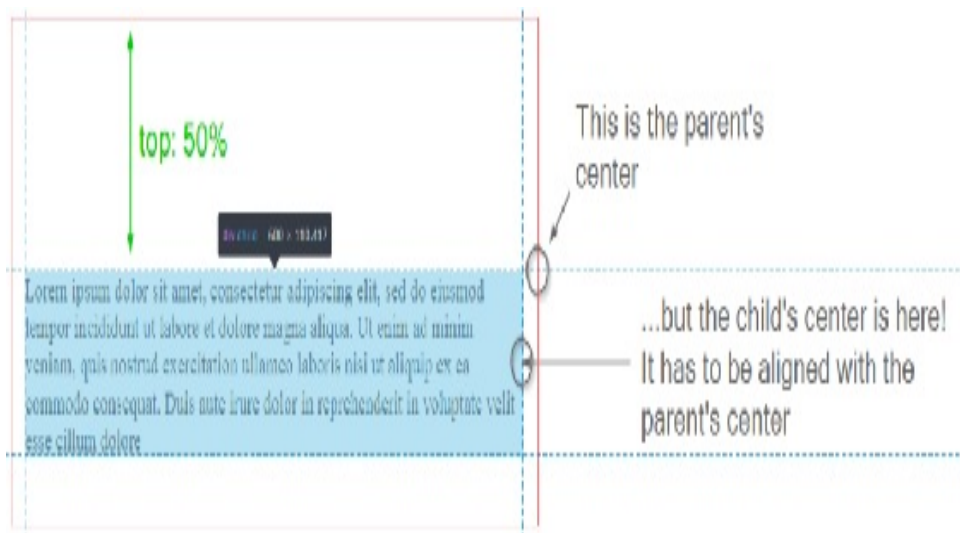 This is the parent's
center
top: 50%
Lorem ipsum dolor sit amet, consectetur adipiscing elit, sed do eiusmod
tempor incididunt ut labore et dolore magna aliqua. Ut enim ad minim
veniam, quis nostrud exercitation ullamco laboris nisi ut aliquip ex ea
commodo consequat. Duis aute irure dolor in reprehenderit in voluptate velit
esse cillum dolore
...but the child's center is here!
It has to be aligned with the
parent's center